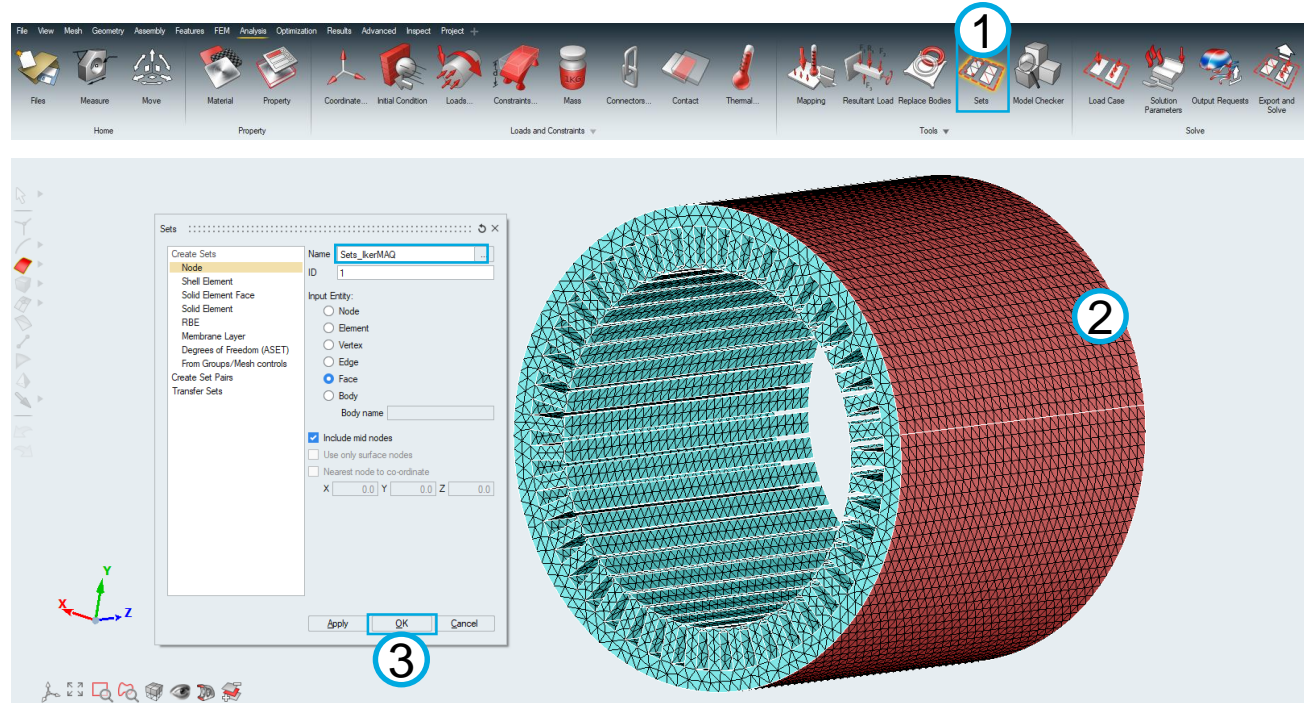 1
File View Mesh Geometry Assembly Features FEM Analysis Optimization Results Advanced Inspect Project +
Files Measure Move Material Property Coordinate... Initial Condition Loads... Constraints... Mass Connectors... Contact Thermal... Mapping Resultant Load Replace Bodies Sets Model Checker Load Case Solution Parameters Output Requests Export and Solve
1KG
Home Property Loads and Constraints Tools Solve
Sets
Create Sets
Node
Shell Element
Solid Element Face
Solid Element
RBE
Membrane Layer
Degrees of Freedom (ASET)
From Groups/Mesh controls
Create Set Pairs
Transfer Sets
Name Sets_IkerMAQ ...
ID 1
Input Entity:
Node
Element
Vertex
Edge
Face
Body
Body name
Include mid nodes
Use only surface nodes
Nearest node to co-ordinate
X 0.0 Y 0.0 Z 0.0
Apply OK Cancel
3
2
Y
X
Z